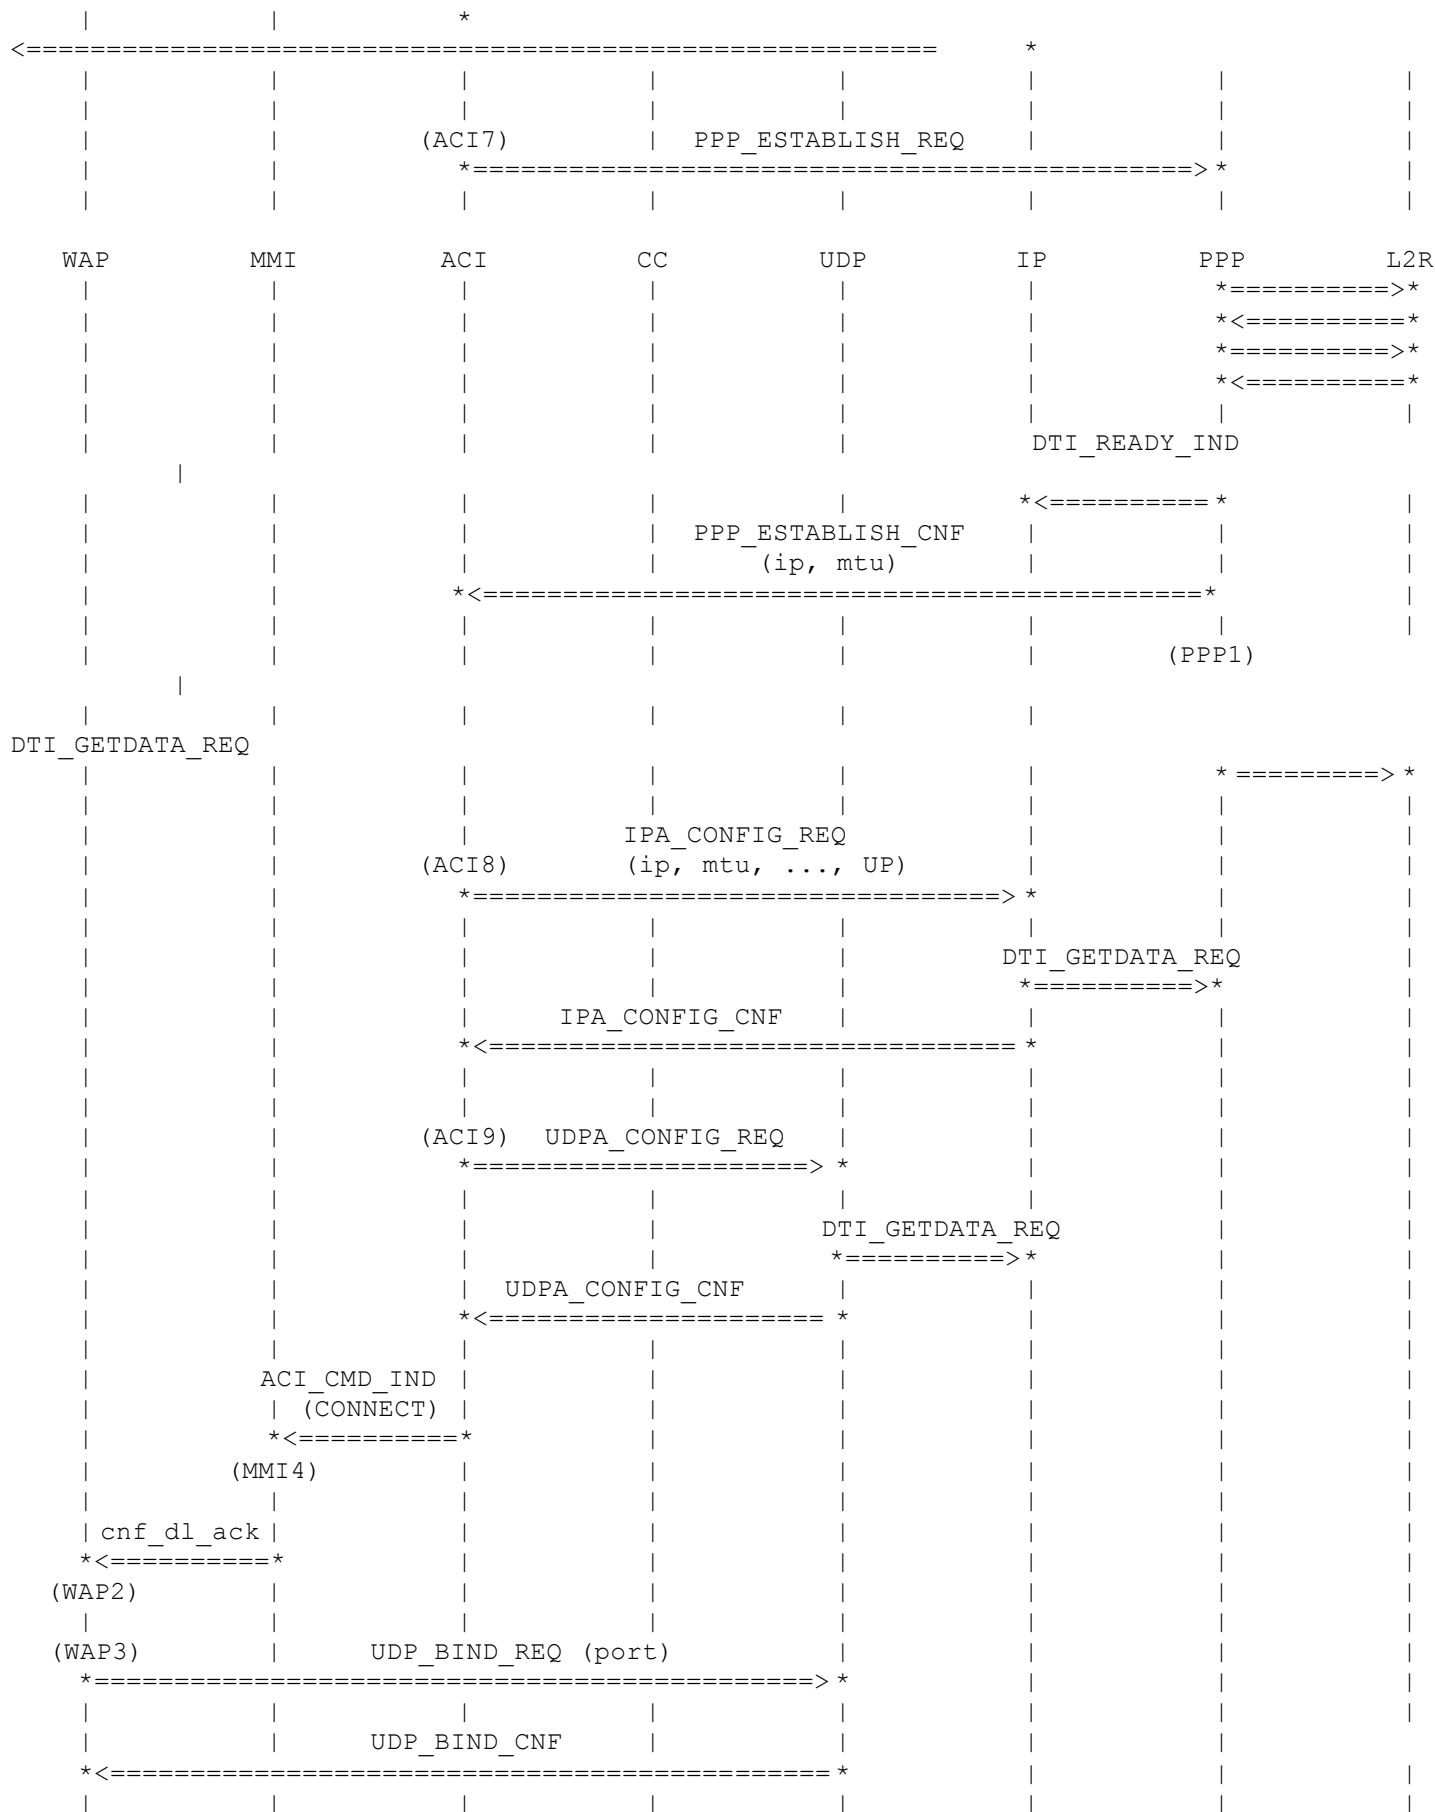 (ACI7) PPP_ESTABLISH_REQ
WAP MMI ACI CC UDP IP PPP L2R
DTI_READY_IND
PPP_ESTABLISH_CNF
(ip, mtu)
(PPP1)
DTI_GETDATA_REQ
IPA_CONFIG_REQ
(ACI8) (ip, mtu, ..., UP)
DTI_GETDATA_REQ
IPA_CONFIG_CNF
(ACI9) UDPA_CONFIG_REQ
DTI_GETDATA_REQ
UDPA_CONFIG_CNF
ACI_CMD_IND
(CONNECT)
(MMI4)
cnf_dl_ack
(WAP2)
(WAP3) UDP_BIND_REQ (port)
UDP_BIND_CNF